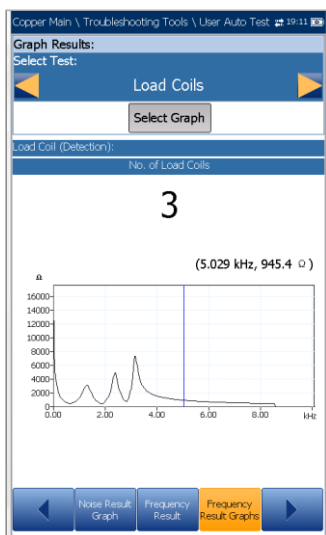 Copper Main \ Troubleshooting Tools \ User Auto Test 19:11
Graph Results:
Select Test:
Load Coils
Select Graph
Load Coil (Detection):
No. of Load Coils
3
(5.029 kHz, 945.4 Ω)
Ω
16000
14000
12000
10000
8000
6000
4000
2000
0
0.00 2.00 4.00 6.00 8.00 kHz
Noise Result Graph
Frequency Result
Frequency Result Graphs